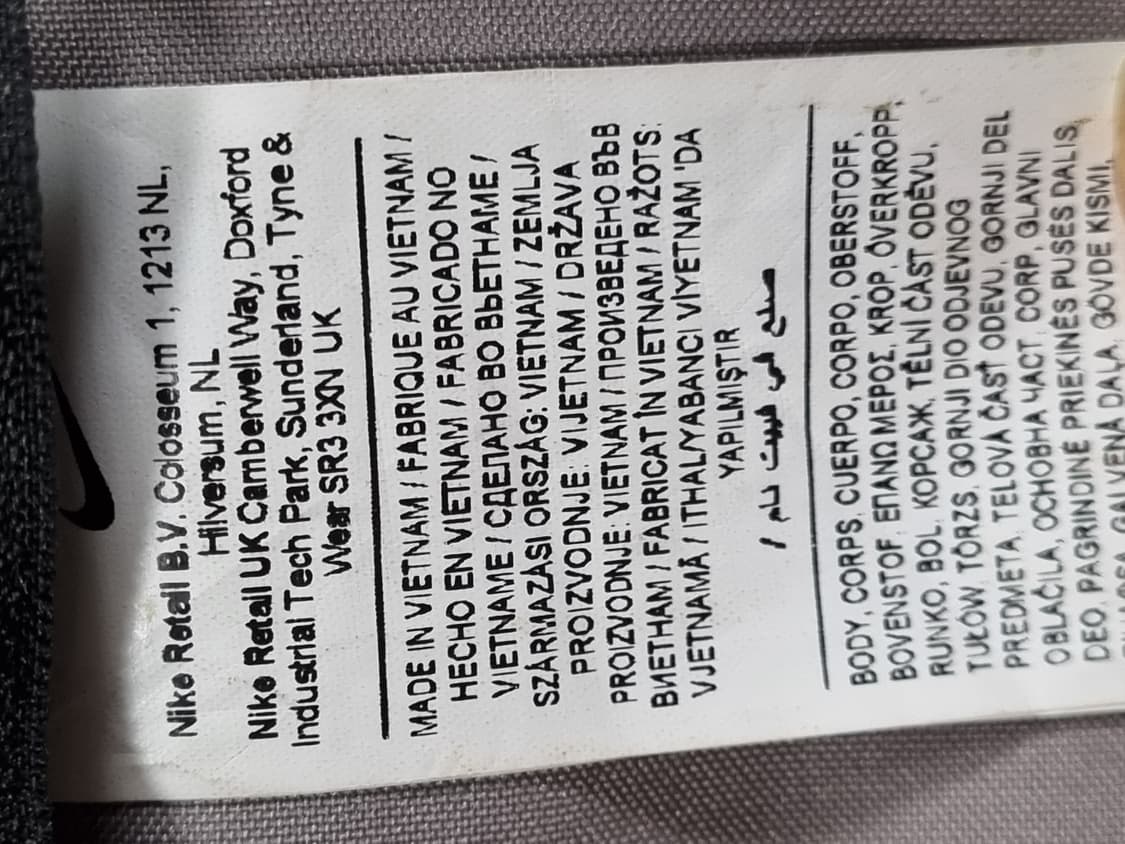 Nike Retail B.V. Colosseum 1, 1213 NL,
Hilversum, NL
Nike Retail UK Camberwell Way, Doxford
Industrial Tech Park, Sunderland, Tyne &
Wear SR3 3XN UK
MADE IN VIETNAM / FABRIQUE AU VIETNAM /
HECHO EN VIETNAM / FABRICADO NO
VIETNAME / СДЕЛАНО ВО ВЬЕТНАМЕ /
SZÁRMAZÁSI ORSZÁG: VIETNAM / ZEMLJA
PROIZVODNJE: VIJETNAM / DRŽAVA
PROIZVODNJE: VIETNAM / ПРОИЗВЕДЕНО ВЪВ
ВИЕТНАМ / FABRICAT ÎN VIETNAM / RAŽOTS:
VJETNAMĀ / ITHAL/YABANCI VİYETNAM 'DA
YAPILMIŞTIR
صنع في فييت نام /
BODY, CORPS, CUERPO, CORPO, OBERSTOFF,
BOVENSTOF, ΕΠΑΝΩ ΜΕΡΟΣ, KROP, ÖVERKROPP,
RUNKO, BOL, КОРСАЖ, TĚLNÍ ČÁST ODĚVU,
TUŁÓW, TÖRZS, GORNJI DIO ODJEVNOG
PREDMETA, TELOVÁ ČASŤ ODEVU, GORNJI DEL
OBLAČILA, ОСНОВНА ЧАСТ, CORP, GLAVNI
DEO, PAGRINDINĖ PRIEKINĖS PUSĖS DALIS,
GALVENĀ DAĻA, GÖVDE KISMI,